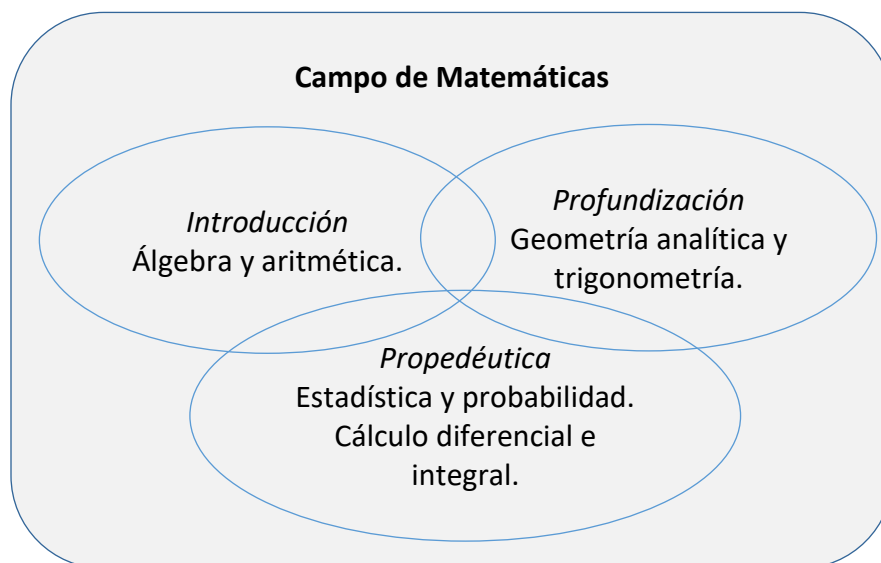 Campo de Matemáticas
Introducción
Álgebra y aritmética.
Profundización
Geometría analítica y
trigonometría.
Propedéutica
Estadística y probabilidad.
Cálculo diferencial e
integral.